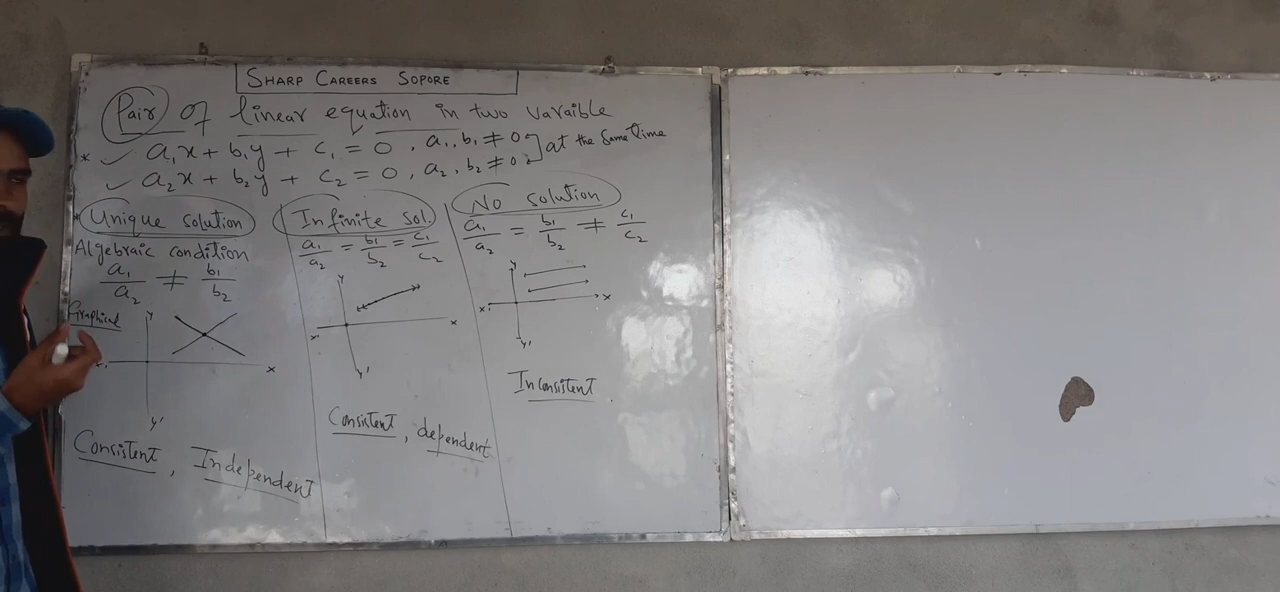 SHARP CAREERS SOPORE
Pair of linear equation in two varaible
* ✓ a₁x + b₁y + c₁ = 0 , a₁, b₁ ≠ 0 ] at the same time
✓ a₂x + b₂y + c₂ = 0 , a₂, b₂ ≠ 0
Unique solution
Algebraic condition
a₁/a₂ ≠ b₁/b₂
Graphical
y
x
y'
Consistent, Independent
Infinite sol.
a₁/a₂ = b₁/b₂ = c₁/c₂
y
x' x
y'
Consistent, dependent
No solution
a₁/a₂ = b₁/b₂ ≠ c₁/c₂
y
x' x
y'
Inconsistent.